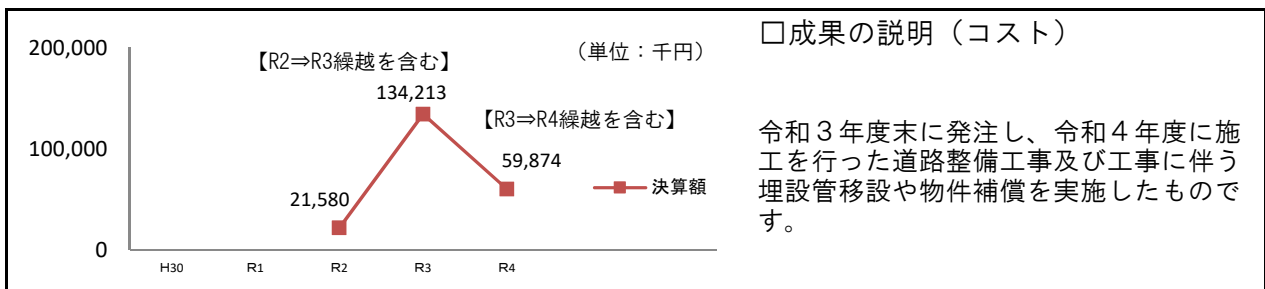 200,000
100,000
0
（単位：千円）
【R2⇒R3繰越を含む】
134,213
【R3⇒R4繰越を含む】
59,874
21,580
決算額
H30 R1 R2 R3 R4
□成果の説明（コスト）
令和３年度末に発注し、令和４年度に施
工を行った道路整備工事及び工事に伴う
埋設管移設や物件補償を実施したもので
す。